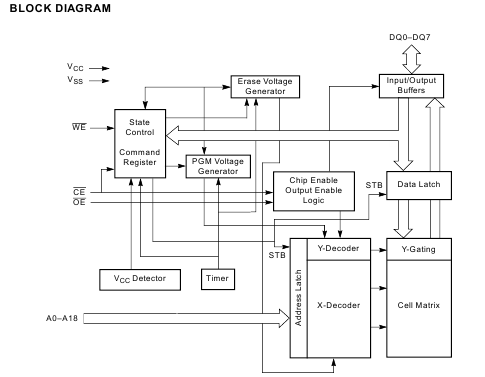 BLOCK DIAGRAM
DQ0–DQ7
VCC
VSS
Erase Voltage
Generator
Input/Output
Buffers
WE
State
Control
Command
Register
PGM Voltage
Generator
CE
OE
Chip Enable
Output Enable
Logic
STB
Data Latch
STB
Y-Decoder
Y-Gating
VCC Detector
Timer
Address Latch
X-Decoder
Cell Matrix
A0–A18